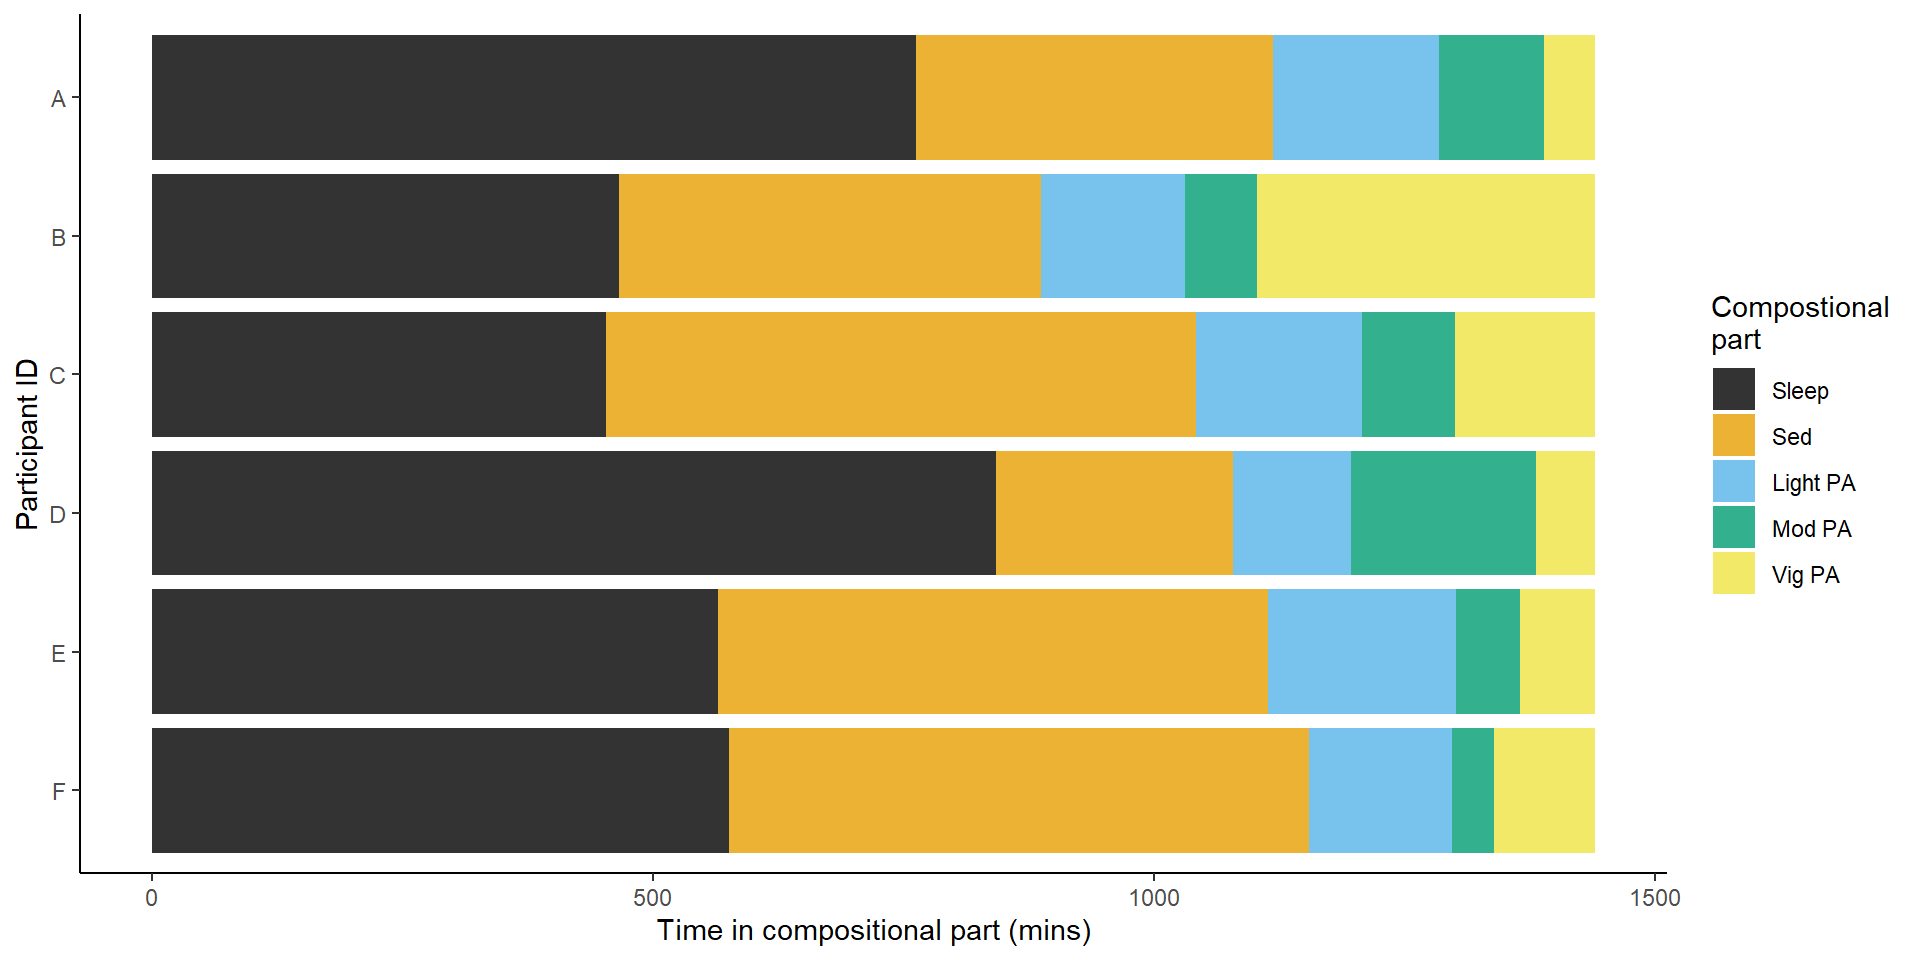 A
B
C
D
E
F
Participant ID
0 500 1000 1500
Time in compositional part (mins)
Compostional
part
Sleep
Sed
Light PA
Mod PA
Vig PA